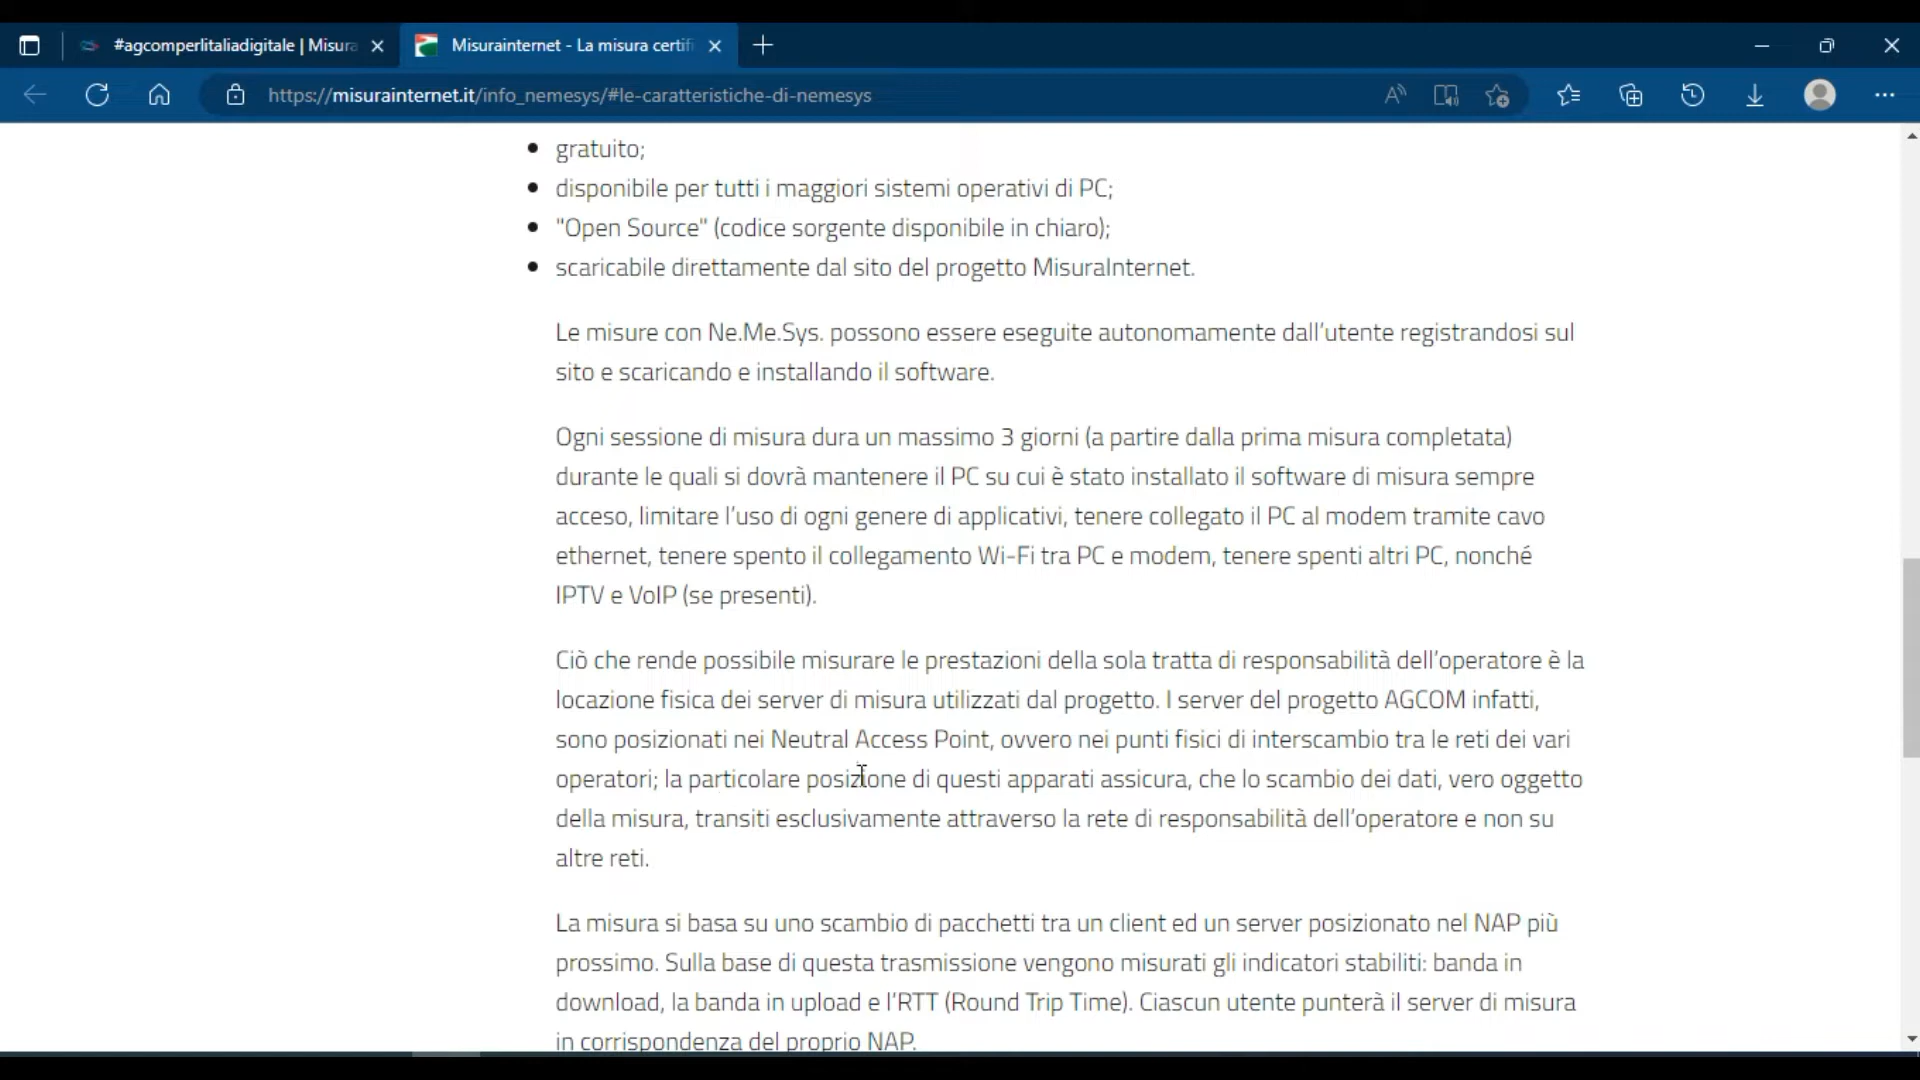 #agcomperlitaliadigitale | Misura
Misurainternet - La misura certifi
https://misurainternet.it/info_nemesys/#le-caratteristiche-di-nemesys
gratuito;
disponibile per tutti i maggiori sistemi operativi di PC;
"Open Source" (codice sorgente disponibile in chiaro);
scaricabile direttamente dal sito del progetto MisuraInternet.
Le misure con Ne.Me.Sys. possono essere eseguite autonomamente dall'utente registrandosi sul
sito e scaricando e installando il software.
Ogni sessione di misura dura un massimo 3 giorni (a partire dalla prima misura completata)
durante le quali si dovrà mantenere il PC su cui è stato installato il software di misura sempre
acceso, limitare l'uso di ogni genere di applicativi, tenere collegato il PC al modem tramite cavo
ethernet, tenere spento il collegamento Wi-Fi tra PC e modem, tenere spenti altri PC, nonché
IPTV e VoIP (se presenti).
Ciò che rende possibile misurare le prestazioni della sola tratta di responsabilità dell'operatore è la
locazione fisica dei server di misura utilizzati dal progetto. I server del progetto AGCOM infatti,
sono posizionati nei Neutral Access Point, ovvero nei punti fisici di interscambio tra le reti dei vari
operatori; la particolare posizione di questi apparati assicura, che lo scambio dei dati, vero oggetto
della misura, transiti esclusivamente attraverso la rete di responsabilità dell'operatore e non su
altre reti.
La misura si basa su uno scambio di pacchetti tra un client ed un server posizionato nel NAP più
prossimo. Sulla base di questa trasmissione vengono misurati gli indicatori stabiliti: banda in
download, la banda in upload e l'RTT (Round Trip Time). Ciascun utente punterà il server di misura
in corrispondenza del proprio NAP.